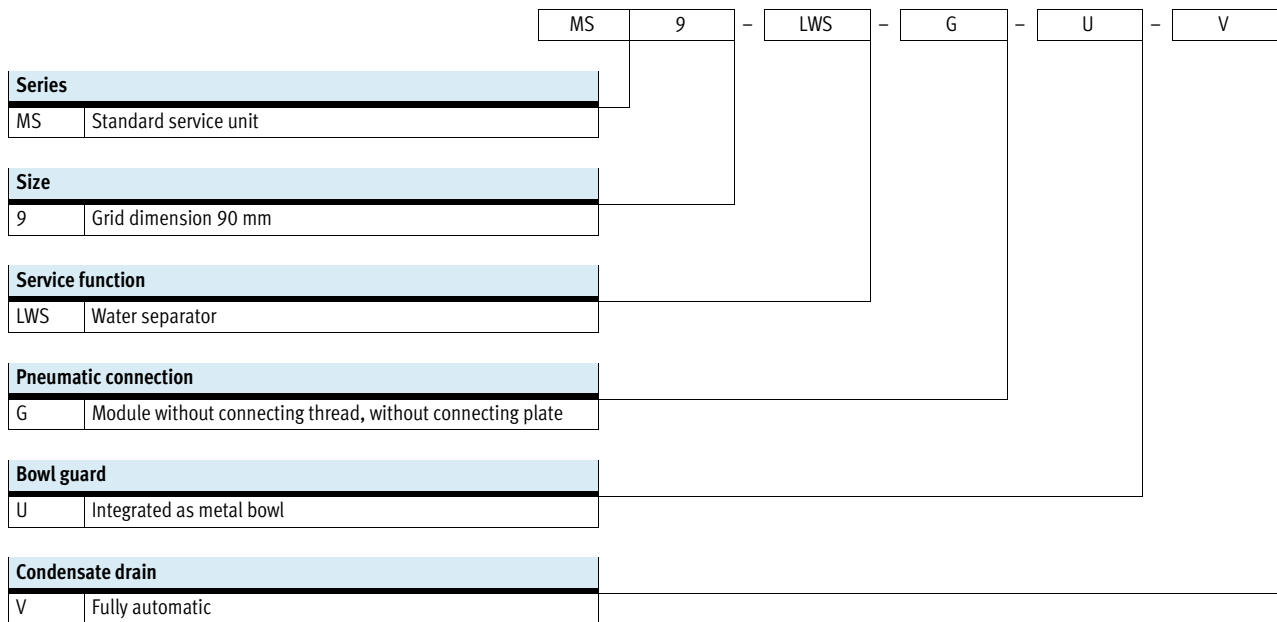 MS 9 – LWS – G – U – V
Series
MS Standard service unit
Size
9 Grid dimension 90 mm
Service function
LWS Water separator
Pneumatic connection
G Module without connecting thread, without connecting plate
Bowl guard
U Integrated as metal bowl
Condensate drain
V Fully automatic